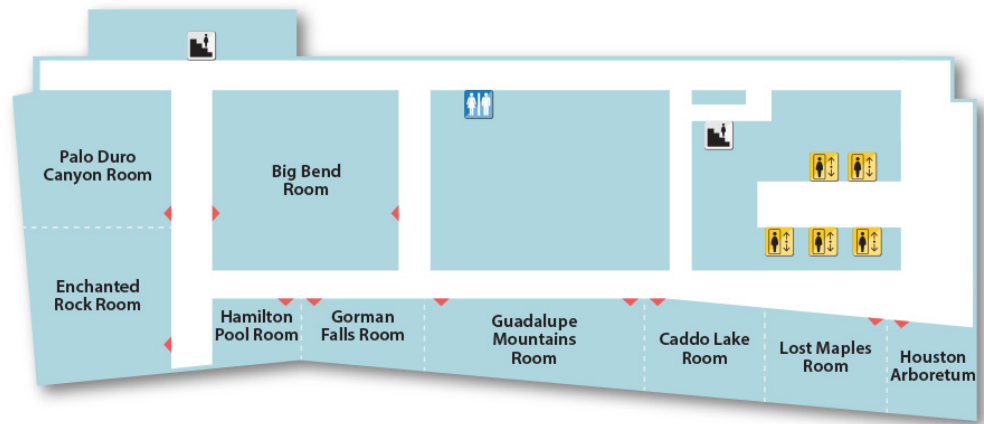 Palo Duro
Canyon Room
Big Bend
Room
Enchanted
Rock Room
Hamilton
Pool Room
Gorman
Falls Room
Guadalupe
Mountains
Room
Caddo Lake
Room
Lost Maples
Room
Houston
Arboretum